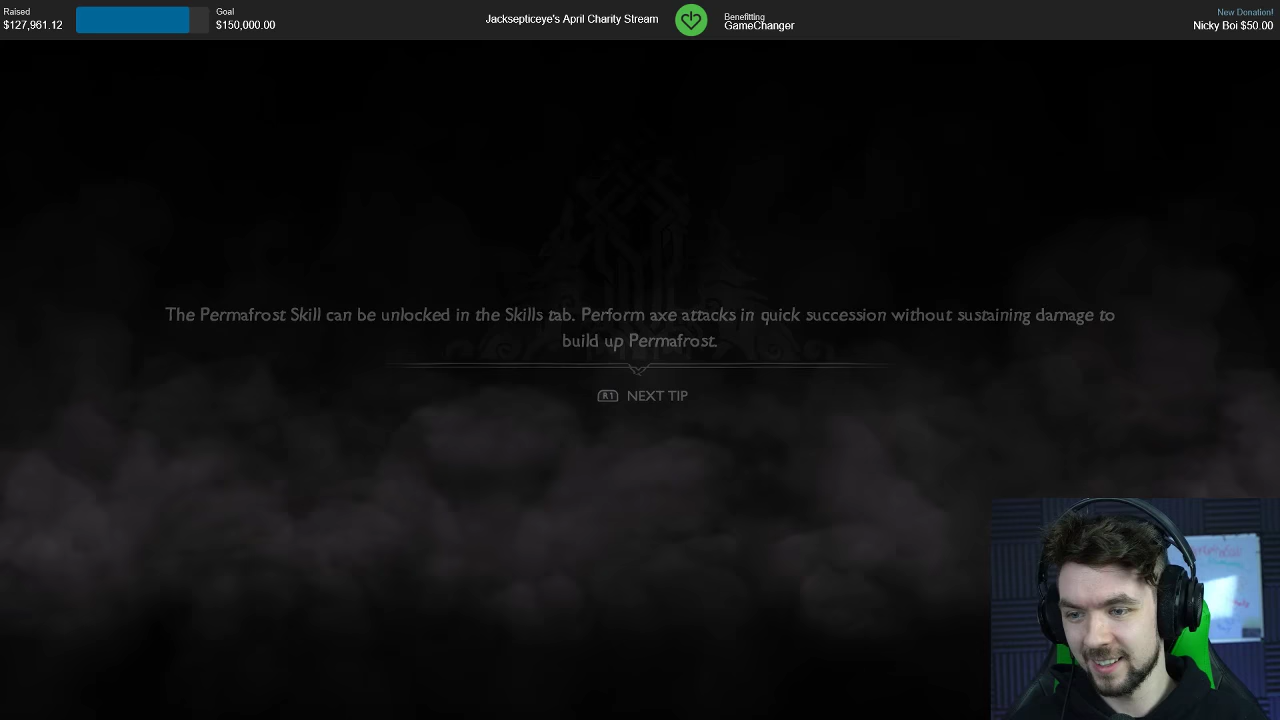 Raised
$127,961.12
Goal
$150,000.00
Jacksepticeye's April Charity Stream
Benefitting
GameChanger
New Donation!
Nicky Boi $50.00
The Permafrost Skill can be unlocked in the Skills tab. Perform axe attacks in quick succession without sustaining damage to
build up Permafrost.
R1 NEXT TIP